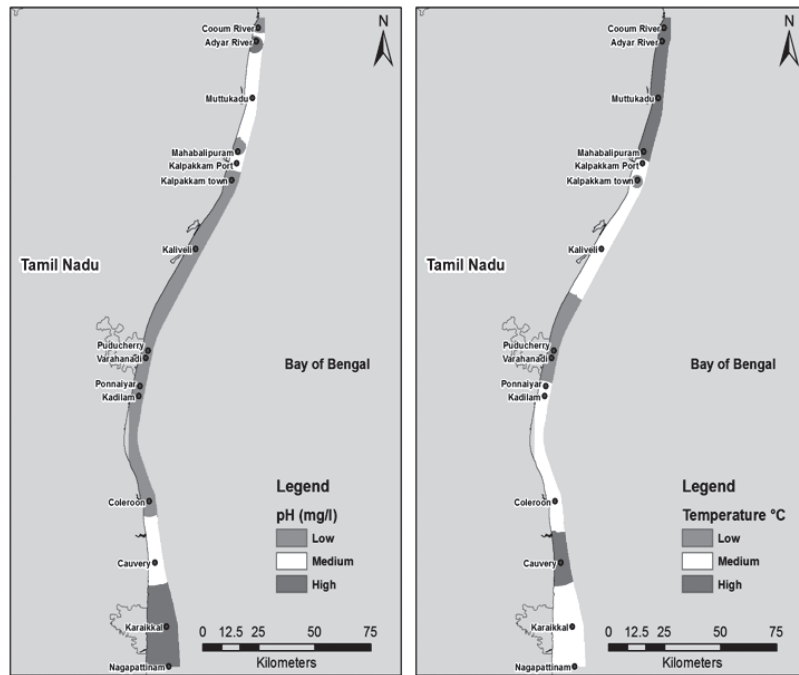 N
Cooum River
Adyar River
Muttukadu
Mahabalipuram
Kalpakkam Port
Kalpakkam town
Kaliveli
Tamil Nadu
Puducherry
Varahanadi
Bay of Bengal
Ponnaiyar
Kadilam
Legend
pH (mg/l)
Coleroon
Low
Medium
Cauvery
High
Karaikkal
0 12.5 25 50 75
Kilometers
Nagapattinam
N
Cooum River
Adyar River
Muttukadu
Mahabalipuram
Kalpakkam Port
Kalpakkam town
Kaliveli
Tamil Nadu
Puducherry
Varahanadi
Bay of Bengal
Ponnaiyar
Kadilam
Legend
Temperature °C
Coleroon
Low
Medium
Cauvery
High
Karaikkal
0 12.5 25 50 75
Kilometers
Nagapattinam